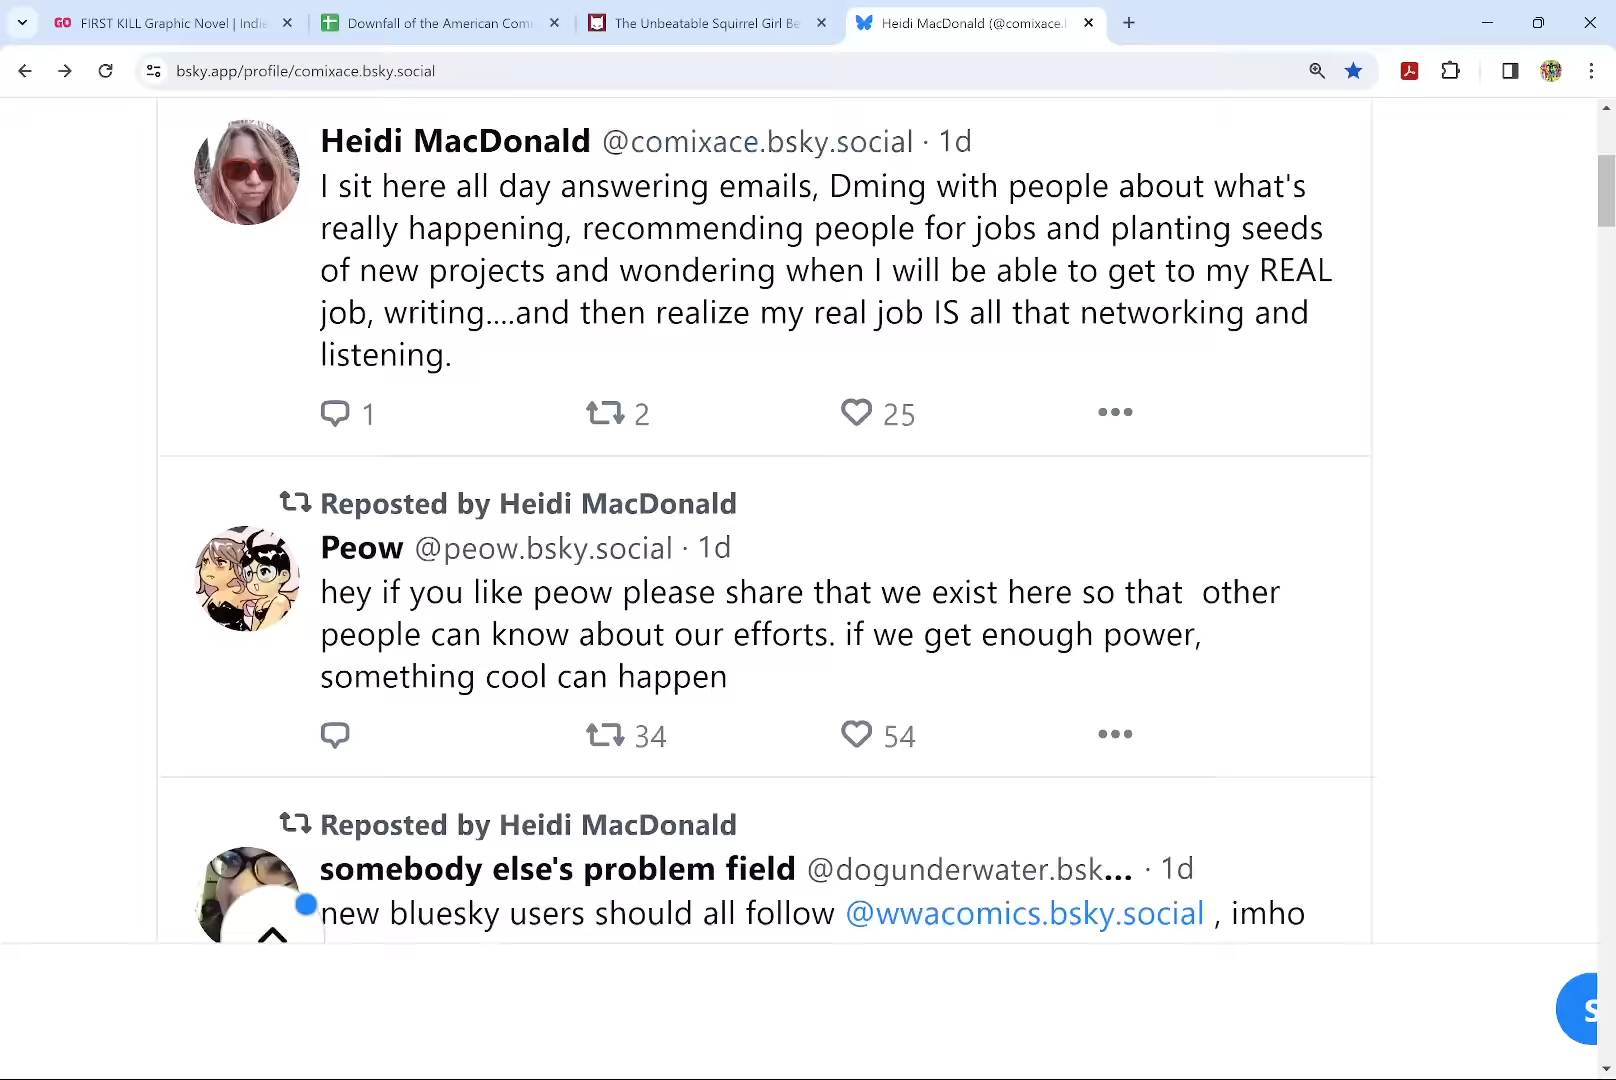 GO FIRST KILL Graphic Novel | Indie
Downfall of the American Com
The Unbeatable Squirrel Girl Be
Heidi MacDonald (@comixace.
bsky.app/profile/comixace.bsky.social
Heidi MacDonald @comixace.bsky.social · 1d
I sit here all day answering emails, Dming with people about what's
really happening, recommending people for jobs and planting seeds
of new projects and wondering when I will be able to get to my REAL
job, writing....and then realize my real job IS all that networking and
listening.
1 2 25
Reposted by Heidi MacDonald
Peow @peow.bsky.social · 1d
hey if you like peow please share that we exist here so that other
people can know about our efforts. if we get enough power,
something cool can happen
34 54
Reposted by Heidi MacDonald
somebody else's problem field @dogunderwater.bsk... · 1d
new bluesky users should all follow @wwacomics.bsky.social , imho
S